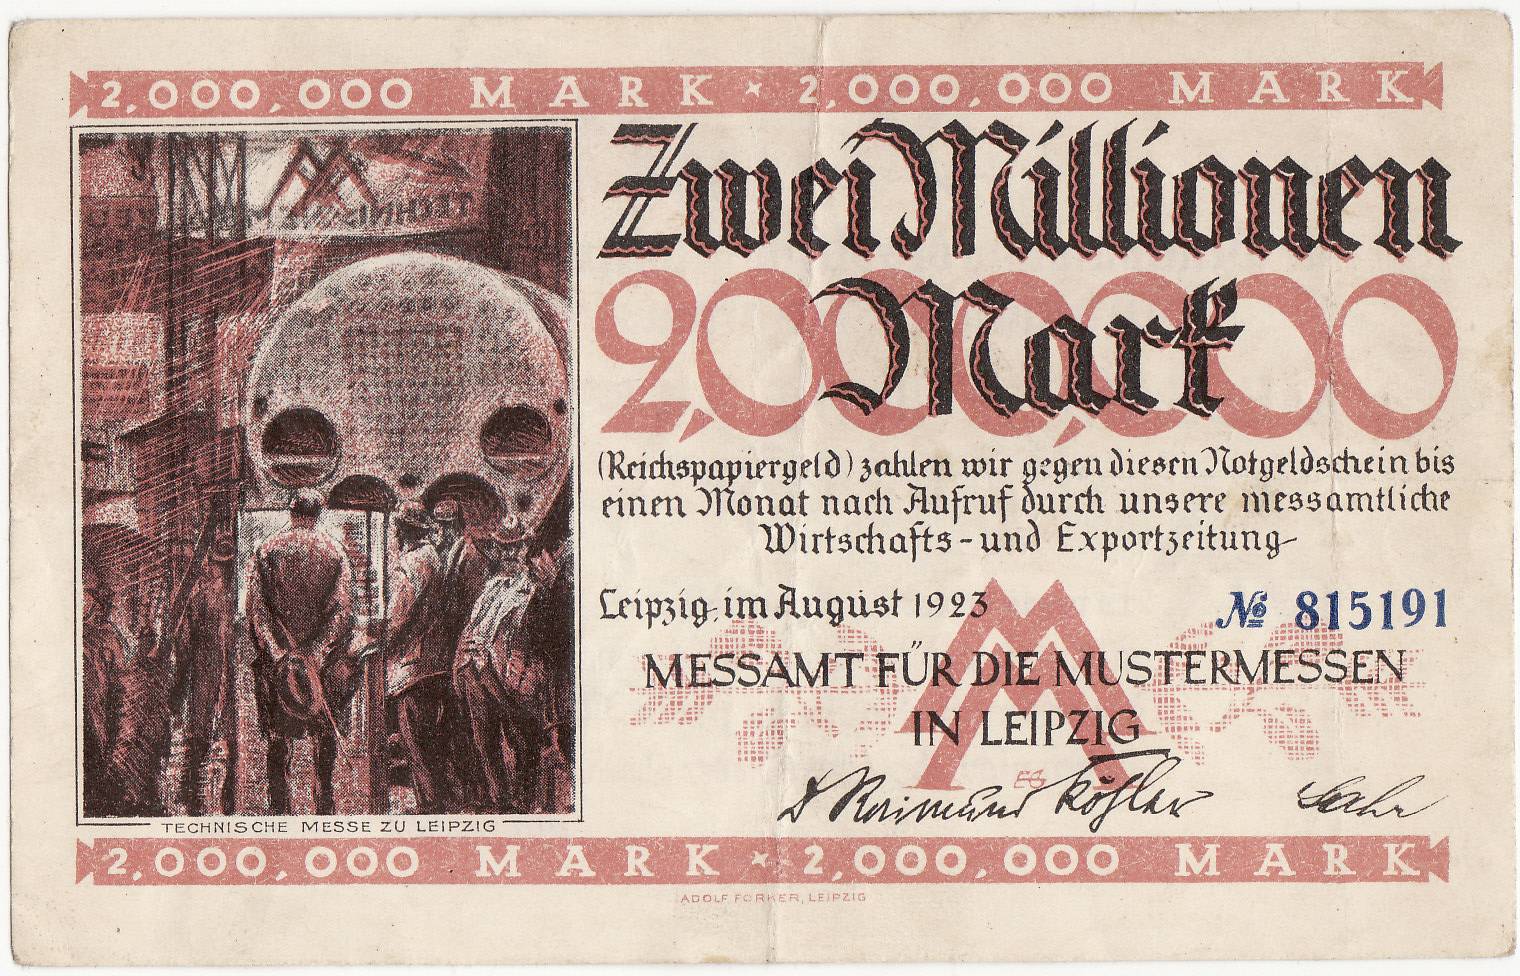 2,000,000 MARK × 2,000,000 MARK
Zwei Millionen
2,000,000
Mark
(Reichspapiergeld) zahlen wir gegen diesen Notgeldschein bis
einen Monat nach Aufruf durch unsere messamtliche
Wirtschafts- und Exportzeitung
Leipzig, im August 1923
№ 815191
MESSAMT FÜR DIE MUSTERMESSEN
IN LEIPZIG
TECHNISCHE MESSE ZU LEIPZIG
2,000,000 MARK × 2,000,000 MARK
ADOLF FORKER, LEIPZIG